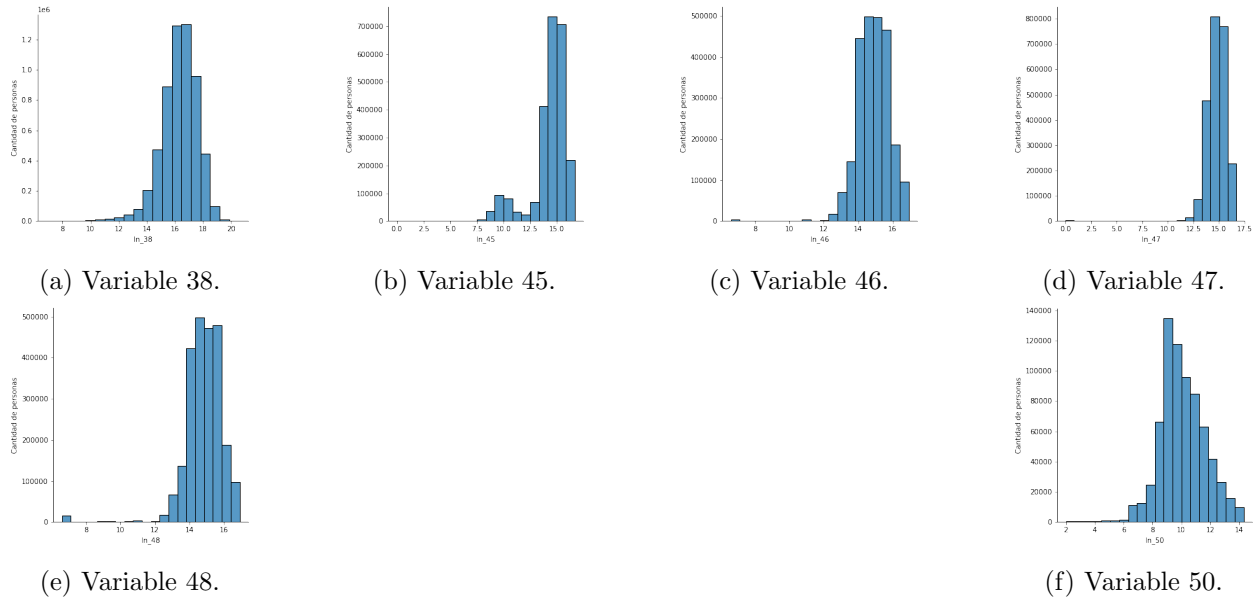 1e6
1.2
1.0
0.8
0.6
0.4
0.2
0.0
Cantidad de personas
8 10 12 14 16 18 20
ln_38
(a) Variable 38.
700000
600000
500000
400000
300000
200000
100000
0
Cantidad de personas
0.0 2.5 5.0 7.5 10.0 12.5 15.0
ln_45
(b) Variable 45.
500000
400000
300000
200000
100000
0
Cantidad de personas
8 10 12 14 16
ln_46
(c) Variable 46.
800000
700000
600000
500000
400000
300000
200000
100000
0
Cantidad de personas
0.0 2.5 5.0 7.5 10.0 12.5 15.0 17.5
ln_47
(d) Variable 47.
500000
400000
300000
200000
100000
0
Cantidad de personas
8 10 12 14 16
ln_48
(e) Variable 48.
140000
120000
100000
80000
60000
40000
20000
0
Cantidad de personas
2 4 6 8 10 12 14
ln_50
(f) Variable 50.